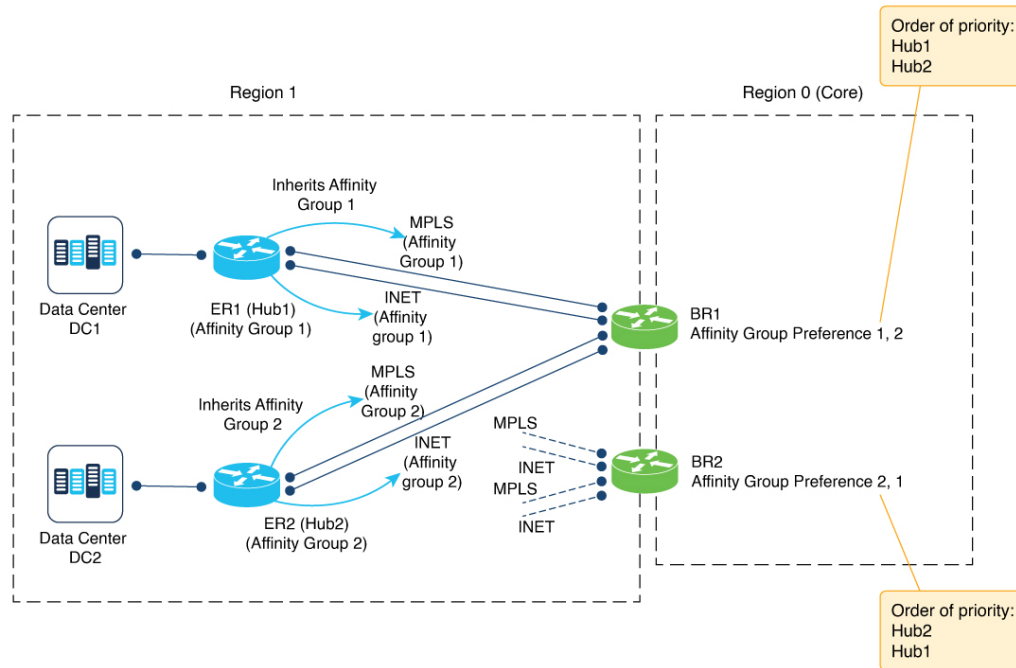 Order of priority:
Hub1
Hub2
Region 1
Region 0 (Core)
Inherits Affinity
Group 1
MPLS
(Affinity
Group 1)
Data Center
DC1
ER1 (Hub1)
(Affinity Group 1)
INET
(Affinity
group 1)
BR1
Affinity Group Preference 1, 2
Inherits Affinity
Group 2
MPLS
(Affinity
Group 2)
INET
(Affinity
group 2)
Data Center
DC2
ER2 (Hub2)
(Affinity Group 2)
MPLS
INET
MPLS
INET
BR2
Affinity Group Preference 2, 1
Order of priority:
Hub2
Hub1